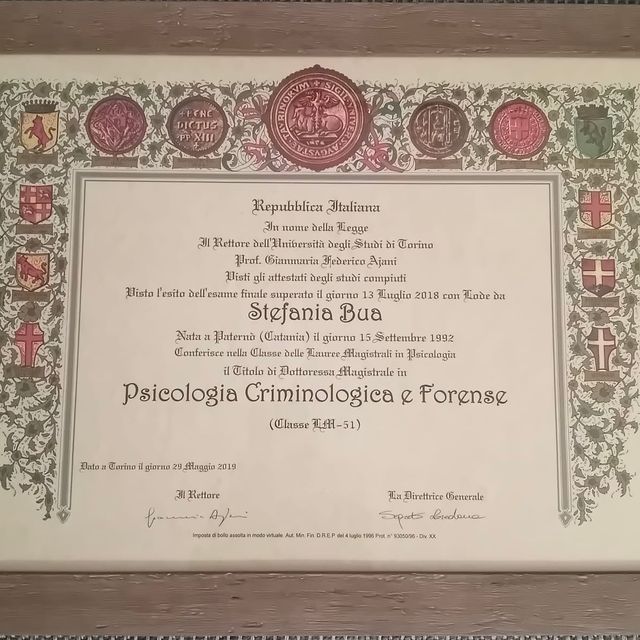 BENE
DICTUS
PP XVI
Repubblica Italiana
In nome della Legge
Il Rettore dell'Università degli Studi di Torino
Prof. Gianmaria Federico Ajani
Visti gli attestati degli studi compiuti
Visto l'esito dell'esame finale superato il giorno 13 Luglio 2018 con Lode da
Stefania Bua
Nata a Paternò (Catania) il giorno 15 Settembre 1992
Conferisce nella Classe delle Lauree Magistrali in Psicologia
il Titolo di Dottoressa Magistrale in
Psicologia Criminologica e Forense
(Classe LM-51)
Dato a Torino il giorno 29 Maggio 2019
Il Rettore La Direttrice Generale
Imposta di bollo assolta in modo virtuale. Aut. Min. Fin. D.R.E.P. del 4 luglio 1996 Prot. n° 93050/96 - Div. XX